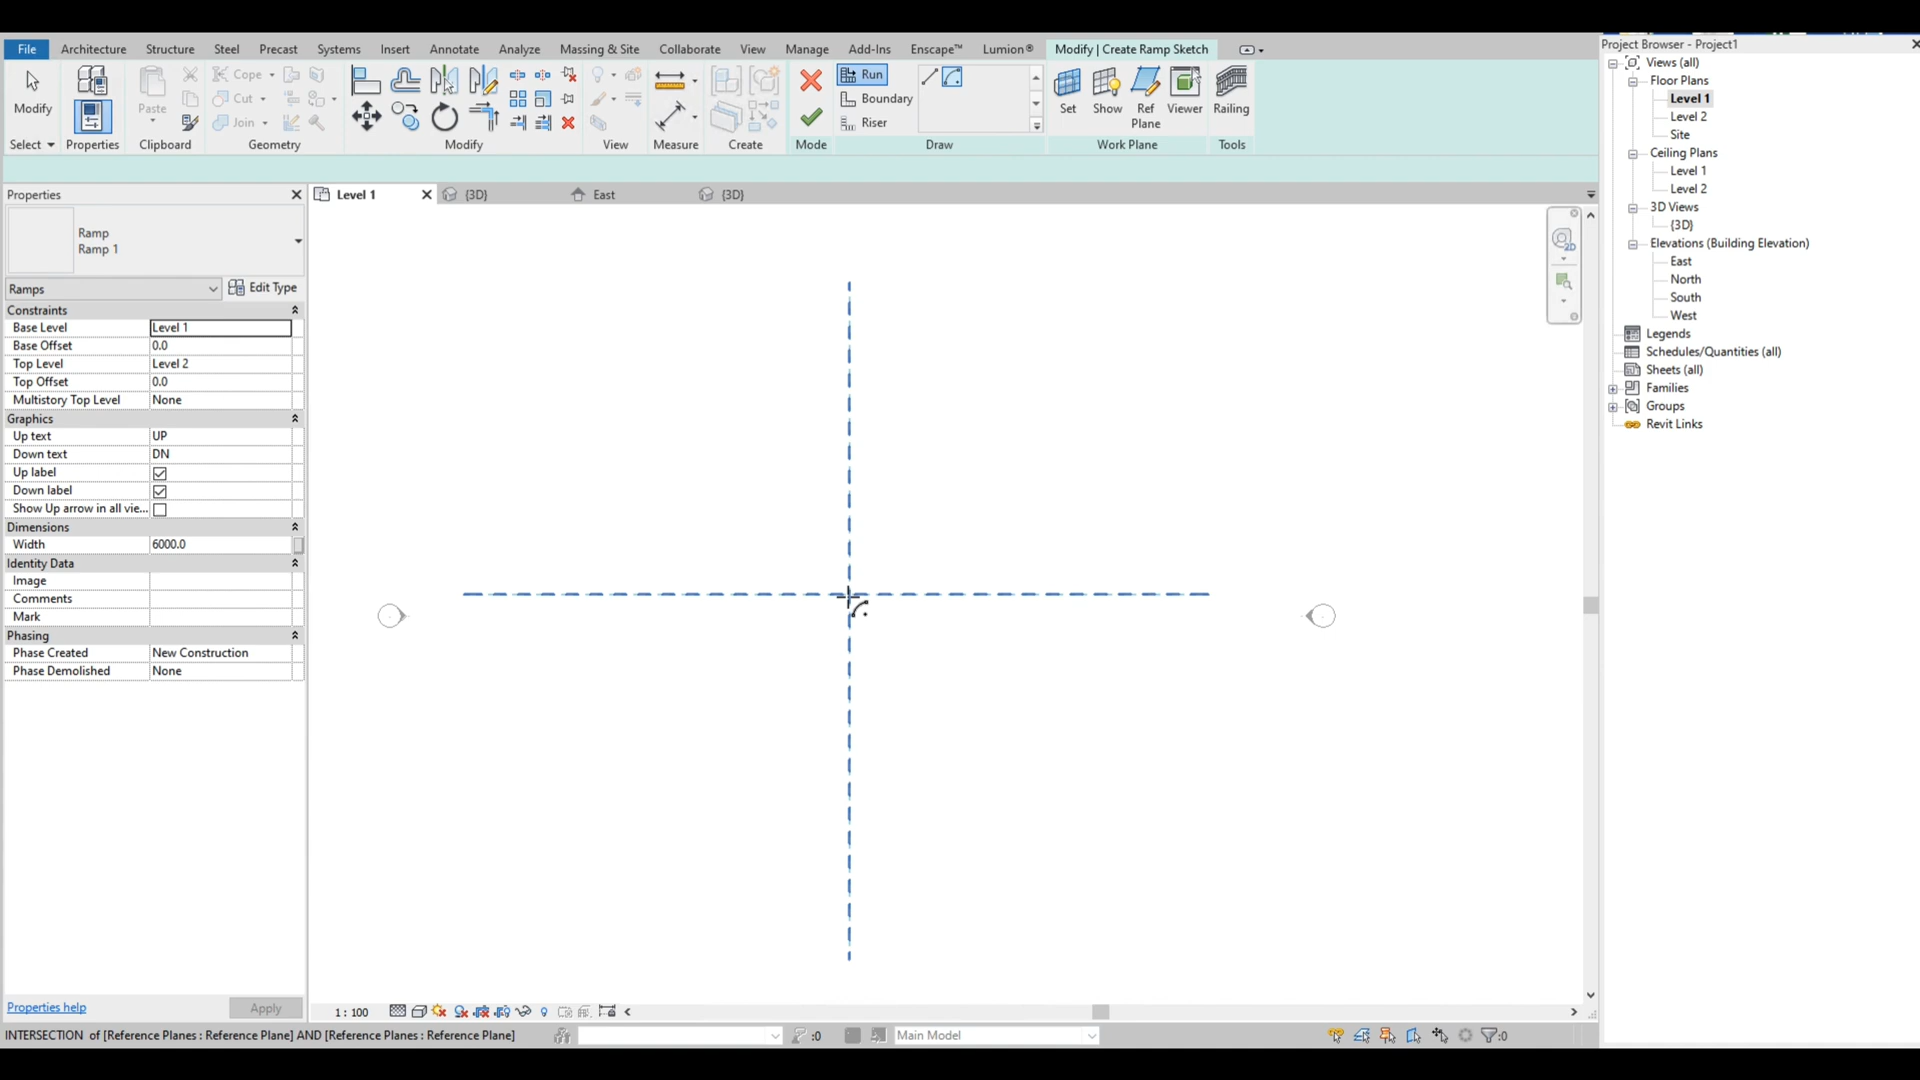 Project Browser - Project1
File Architecture Structure Steel Precast Systems Insert Annotate Analyze Massing & Site Collaborate View Manage Add-Ins Enscape™ Lumion® Modify | Create Ramp Sketch
Modify
Paste
Cope
Cut
Join
Run
Boundary
Riser
Set
Show
Ref
Plane
Viewer
Railing
Select Properties Clipboard Geometry Modify View Measure Create Mode Draw Work Plane Tools
Properties
Level 1 {3D} East {3D}
Ramp
Ramp 1
Ramps Edit Type
Constraints
Base Level Level 1
Base Offset 0.0
Top Level Level 2
Top Offset 0.0
Multistory Top Level None
Graphics
Up text UP
Down text DN
Up label
Down label
Show Up arrow in all vie...
Dimensions
Width 6000.0
Identity Data
Image
Comments
Mark
Phasing
Phase Created New Construction
Phase Demolished None
Properties help Apply
2D
Views (all)
Floor Plans
Level 1
Level 2
Site
Ceiling Plans
Level 1
Level 2
3D Views
{3D}
Elevations (Building Elevation)
East
North
South
West
Legends
Schedules/Quantities (all)
Sheets (all)
Families
Groups
Revit Links
1 : 100
INTERSECTION of [Reference Planes : Reference Plane] AND [Reference Planes : Reference Plane] :0 Main Model :0